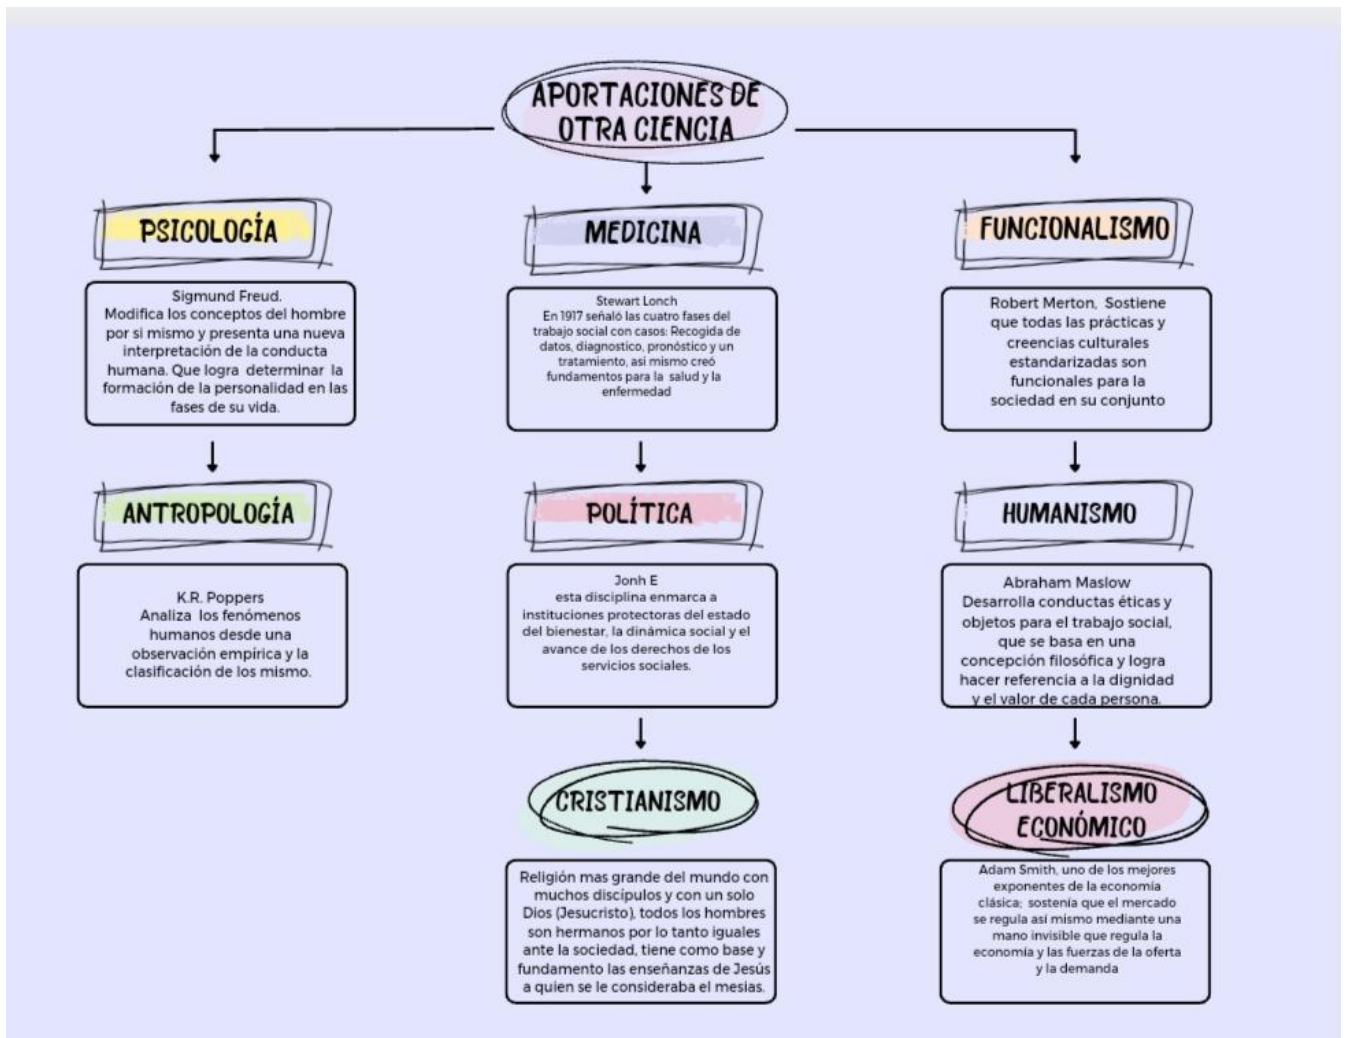 APORTACIONES DE
OTRA CIENCIA
PSICOLOGÍA
Sigmund Freud.
Modifica los conceptos del hombre
por si mismo y presenta una nueva
interpretación de la conducta
humana. Que logra determinar la
formación de la personalidad en las
fases de su vida.
ANTROPOLOGÍA
K.R. Poppers
Analiza los fenómenos
humanos desde una
observación empírica y la
clasificación de los mismo.
MEDICINA
Stewart Lonch
En 1917 señaló las cuatro fases del
trabajo social con casos: Recogida de
datos, diagnostico, pronóstico y un
tratamiento, asi mismo creó
fundamentos para la salud y la
enfermedad
POLÍTICA
Jonh E
esta disciplina enmarca a
instituciones protectoras del estado
del bienestar, la dinámica social y el
avance de los derechos de los
servicios sociales.
CRISTIANISMO
Religión mas grande del mundo con
muchos discípulos y con un solo
Dios (Jesucristo), todos los hombres
son hermanos por lo tanto iguales
ante la sociedad, tiene como base y
fundamento las enseñanzas de Jesús
a quien se le consideraba el mesias.
FUNCIONALISMO
Robert Merton, Sostiene
que todas las prácticas y
creencias culturales
estandarizadas son
funcionales para la
sociedad en su conjunto
HUMANISMO
Abraham Maslow
Desarrolla conductas éticas y
objetos para el trabajo social,
que se basa en una
concepción filosófica y logra
hacer referencia a la dignidad
y el valor de cada persona.
LIBERALISMO
ECONÓMICO
Adam Smith, uno de los mejores
exponentes de la economía
clásica; sostenía que el mercado
se regula así mismo mediante una
mano invisible que regula la
economía y las fuerzas de la oferta
y la demanda